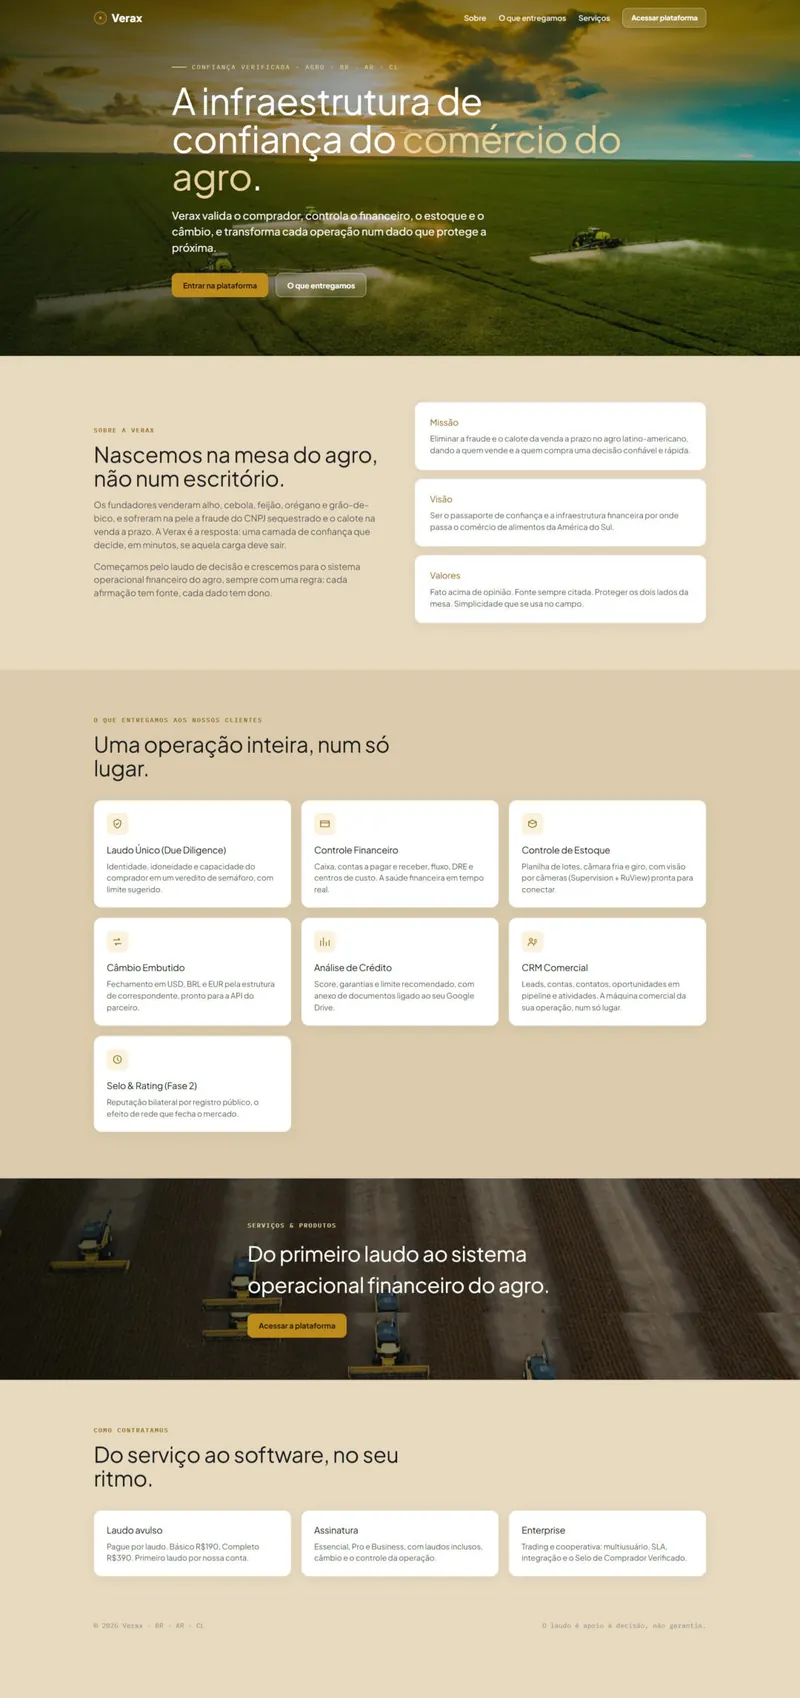 Verax
Sobre
O que entregamos
Serviços
Acessar plataforma
CONFIANÇA VERIFICADA · AGRO · BR · AR · CL
A infraestrutura de
confiança do comércio do
agro.
Verax valida o comprador, controla o financeiro, o estoque e o
câmbio, e transforma cada operação num dado que protege a
próxima.
Entrar na plataforma
O que entregamos
SOBRE A VERAX
Nascemos na mesa do agro,
não num escritório.
Os fundadores venderam alho, cebola, feijão, orégano e grão-de-
bico, e sofreram na pele a fraude do CNPJ sequestrado e o calote na
venda a prazo. A Verax é a resposta: uma camada de confiança que
decide, em minutos, se aquela carga deve sair.
Começamos pelo laudo de decisão e crescemos para o sistema
operacional financeiro do agro, sempre com uma regra: cada
afirmação tem fonte, cada dado tem dono.
Missão
Eliminar a fraude e o calote da venda a prazo no agro latino-americano,
dando a quem vende e a quem compra uma decisão confiável e rápida.
Visão
Ser o passaporte de confiança e a infraestrutura financeira por onde
passa o comércio de alimentos da América do Sul.
Valores
Fato acima de opinião. Fonte sempre citada. Proteger os dois lados da
mesa. Simplicidade que se usa no campo.
O QUE ENTREGAMOS AOS NOSSOS CLIENTES
Uma operação inteira, num só
lugar.
Laudo Único (Due Diligence)
Identidade, idoneidade e capacidade do
comprador em um veredito de semáforo, com
limite sugerido.
Controle Financeiro
Caixa, contas a pagar e receber, fluxo, DRE e
centros de custo. A saúde financeira em tempo
real.
Controle de Estoque
Planilha de lotes, câmara fria e giro, com visão
por câmeras (Supervision + RuView) pronta para
conectar.
Câmbio Embutido
Fechamento em USD, BRL e EUR pela estrutura
de correspondente, pronto para a API do
parceiro.
Análise de Crédito
Score, garantias e limite recomendado, com
anexo de documentos ligado ao seu Google
Drive.
CRM Comercial
Leads, contas, contatos, oportunidades em
pipeline e atividades. A máquina comercial da
sua operação, num só lugar.
Selo & Rating (Fase 2)
Reputação bilateral por registro público, o
efeito de rede que fecha o mercado.
SERVIÇOS & PRODUTOS
Do primeiro laudo ao sistema
operacional financeiro do agro.
Acessar a plataforma
COMO CONTRATAMOS
Do serviço ao software, no seu
ritmo.
Laudo avulso
Pague por laudo. Básico R$190, Completo
R$390. Primeiro laudo por nossa conta.
Assinatura
Essencial, Pro e Business, com laudos inclusos,
câmbio e o controle da operação.
Enterprise
Trading e cooperativa: multiusuário, SLA,
integração e o Selo de Comprador Verificado.
© 2026 Verax · BR · AR · CL
O laudo é apoio à decisão, não garantia.